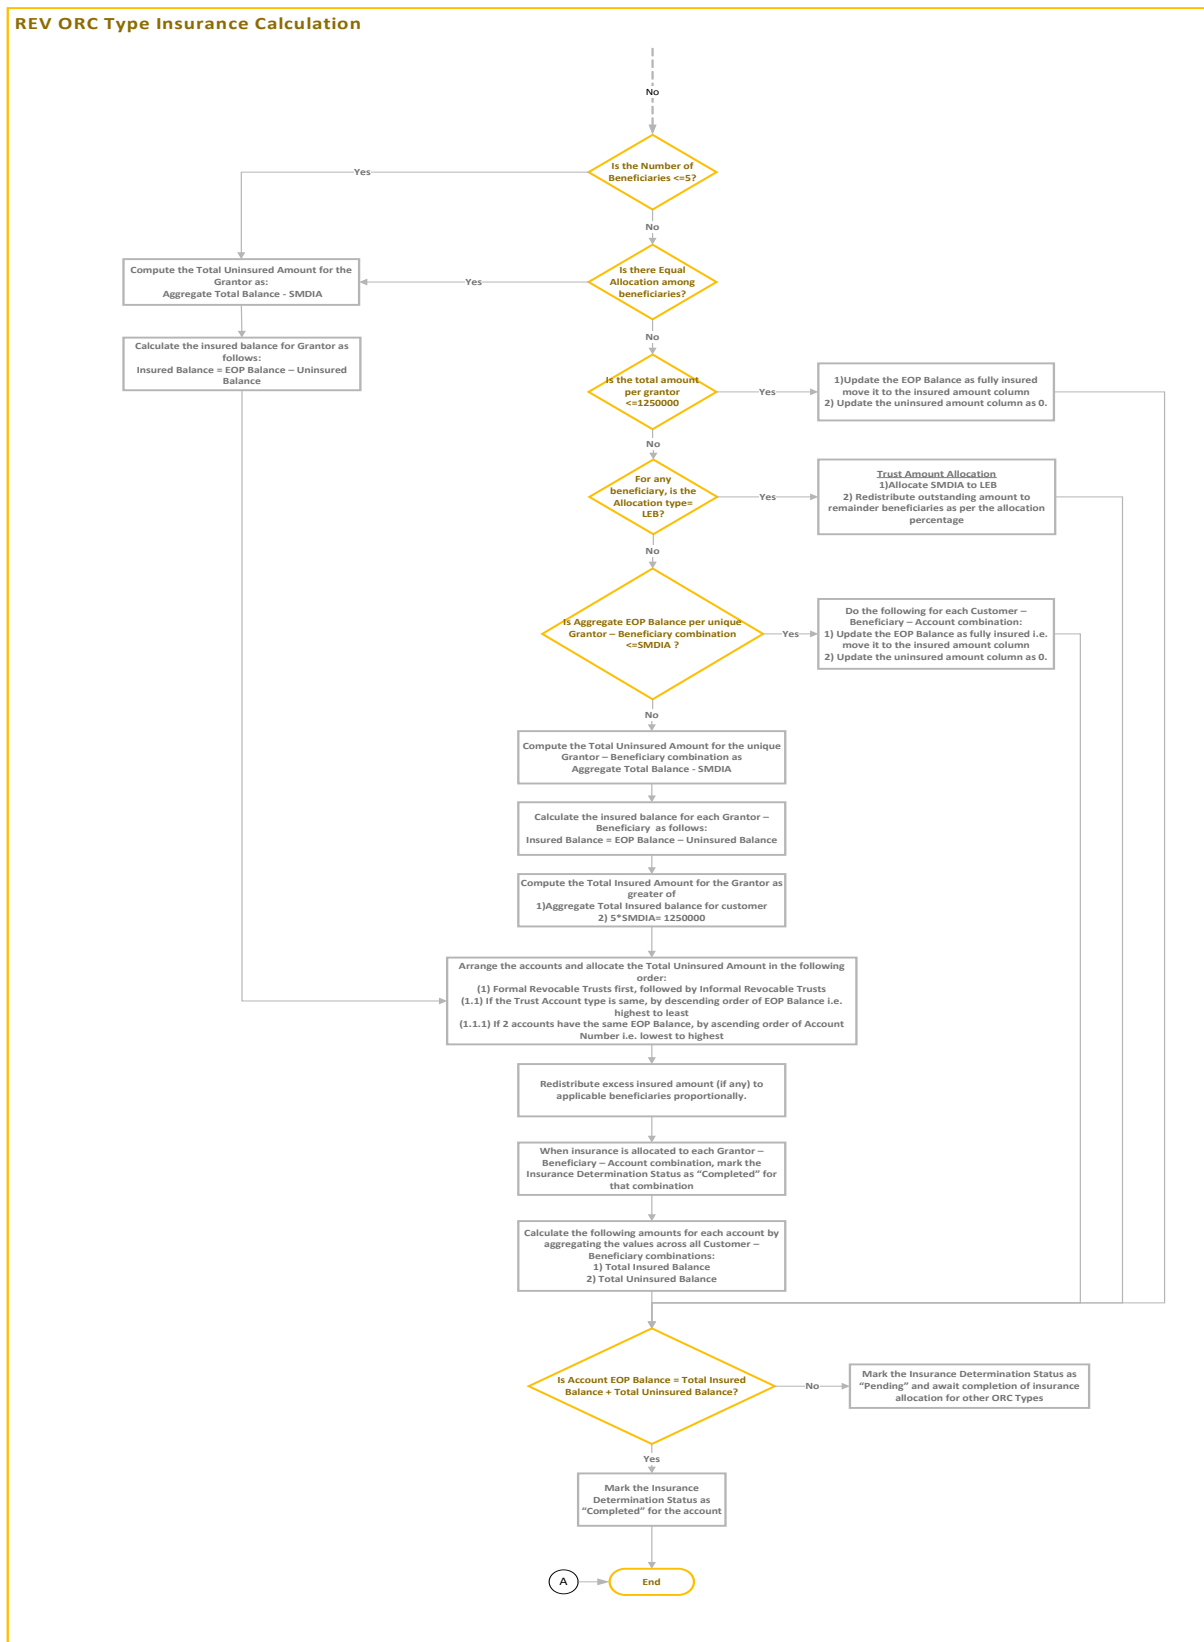 REV ORC Type Insurance Calculation
No
Is the Number of
Beneficiaries <=5?
Yes
No
Compute the Total Uninsured Amount for the
Grantor as:
Aggregate Total Balance - SMDIA
Yes
Is there Equal
Allocation among
beneficiaries?
No
Calculate the insured balance for Grantor as
follows:
Insured Balance = EOP Balance – Uninsured
Balance
Is the total amount
per grantor
<=1250000
Yes
1)Update the EOP Balance as fully insured
move it to the insured amount column
2) Update the uninsured amount column as 0.
No
For any
beneficiary, is the
Allocation type=
LEB?
Yes
Trust Amount Allocation
1)Allocate SMDIA to LEB
2) Redistribute outstanding amount to
remainder beneficiaries as per the allocation
percentage
No
Is Aggregate EOP Balance per unique
Grantor – Beneficiary combination
<=SMDIA ?
Yes
Do the following for each Customer –
Beneficiary – Account combination:
1) Update the EOP Balance as fully insured i.e.
move it to the insured amount column
2) Update the uninsured amount column as 0.
No
Compute the Total Uninsured Amount for the unique
Grantor – Beneficiary combination as
Aggregate Total Balance - SMDIA
Calculate the insured balance for each Grantor –
Beneficiary as follows:
Insured Balance = EOP Balance – Uninsured Balance
Compute the Total Insured Amount for the Grantor as
greater of
1)Aggregate Total Insured balance for customer
2) 5*SMDIA= 1250000
Arrange the accounts and allocate the Total Uninsured Amount in the following
order:
(1) Formal Revocable Trusts first, followed by Informal Revocable Trusts
(1.1) If the Trust Account type is same, by descending order of EOP Balance i.e.
highest to least
(1.1.1) If 2 accounts have the same EOP Balance, by ascending order of Account
Number i.e. lowest to highest
Redistribute excess insured amount (if any) to
applicable beneficiaries proportionally.
When insurance is allocated to each Grantor –
Beneficiary – Account combination, mark the
Insurance Determination Status as “Completed” for
that combination
Calculate the following amounts for each account by
aggregating the values across all Customer –
Beneficiary combinations:
1) Total Insured Balance
2) Total Uninsured Balance
Is Account EOP Balance = Total Insured
Balance + Total Uninsured Balance?
No
Mark the Insurance Determination Status as
“Pending” and await completion of insurance
allocation for other ORC Types
Yes
Mark the Insurance
Determination Status as
“Completed” for the account
A
End